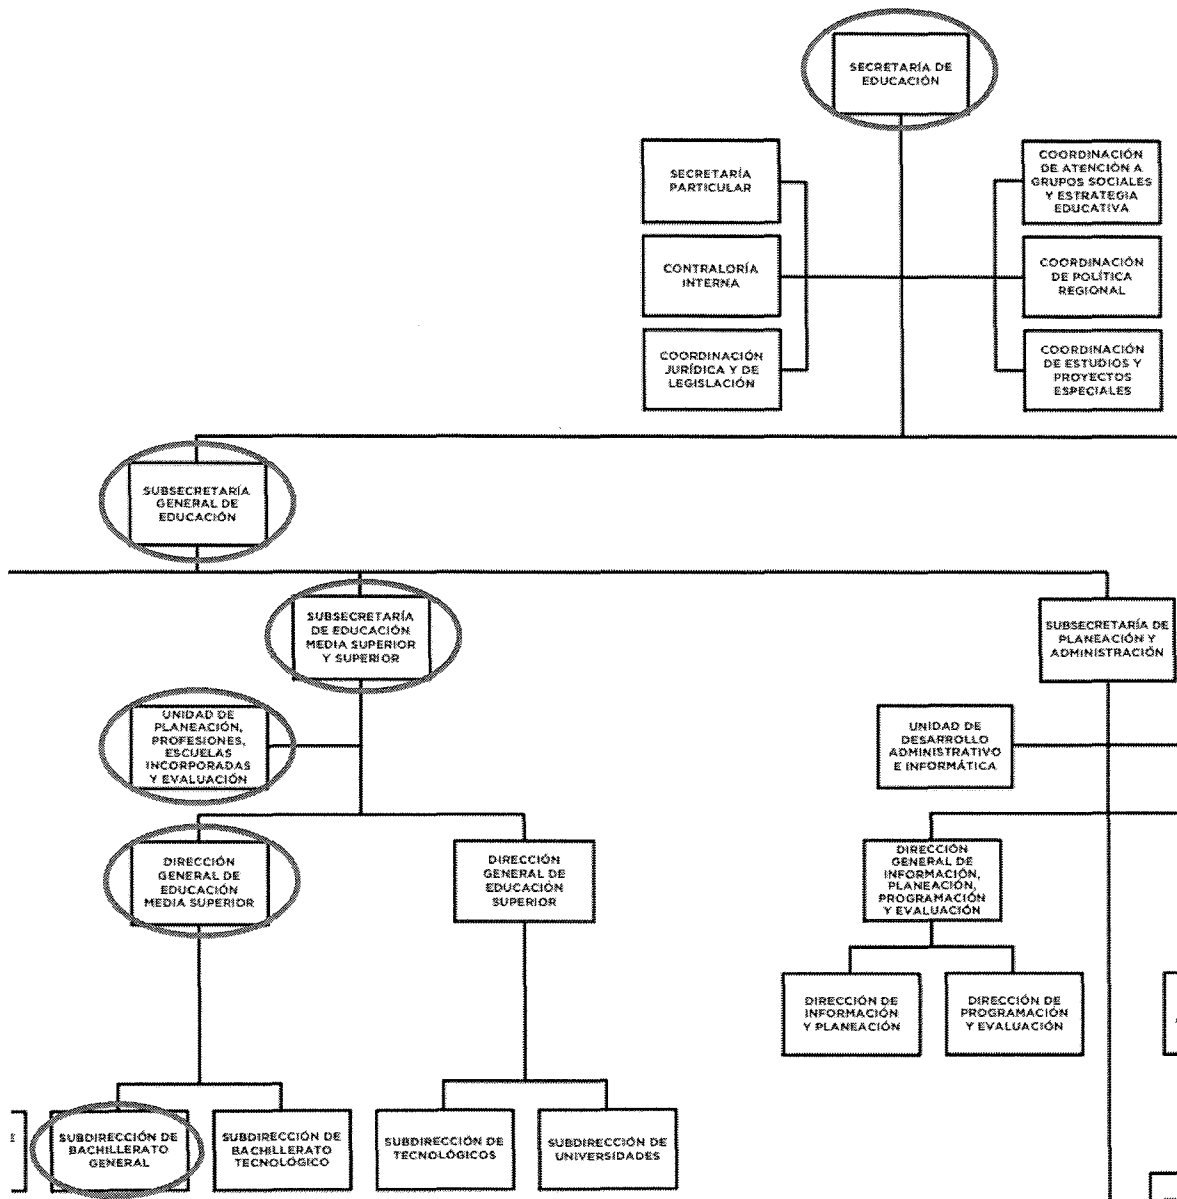 SECRETARÍA DE
EDUCACIÓN
SECRETARÍA
PARTICULAR
COORDINACIÓN
DE ATENCIÓN A
GRUPOS SOCIALES
Y ESTRATEGIA
EDUCATIVA
CONTRALORÍA
INTERNA
COORDINACIÓN
DE POLÍTICA
REGIONAL
COORDINACIÓN
JURÍDICA Y DE
LEGISLACIÓN
COORDINACIÓN
DE ESTUDIOS Y
PROYECTOS
ESPECIALES
SUBSECRETARÍA
GENERAL DE
EDUCACIÓN
SUBSECRETARÍA
DE EDUCACIÓN
MEDIA SUPERIOR
Y SUPERIOR
SUBSECRETARÍA DE
PLANEACIÓN Y
ADMINISTRACIÓN
UNIDAD DE
PLANEACIÓN,
PROFESIONES,
ESCUELAS
INCORPORADAS
Y EVALUACIÓN
UNIDAD DE
DESARROLLO
ADMINISTRATIVO
E INFORMÁTICA
DIRECCIÓN
GENERAL DE
EDUCACIÓN
MEDIA SUPERIOR
DIRECCIÓN
GENERAL DE
EDUCACIÓN
SUPERIOR
DIRECCIÓN
GENERAL DE
INFORMACIÓN,
PLANEACIÓN,
PROGRAMACIÓN
Y EVALUACIÓN
DIRECCIÓN DE
INFORMACIÓN
Y PLANEACIÓN
DIRECCIÓN DE
PROGRAMACIÓN
Y EVALUACIÓN
SUBDIRECCIÓN DE
BACHILLERATO
GENERAL
SUBDIRECCIÓN DE
BACHILLERATO
TECNOLÓGICO
SUBDIRECCIÓN DE
TECNOLÓGICOS
SUBDIRECCIÓN DE
UNIVERSIDADES